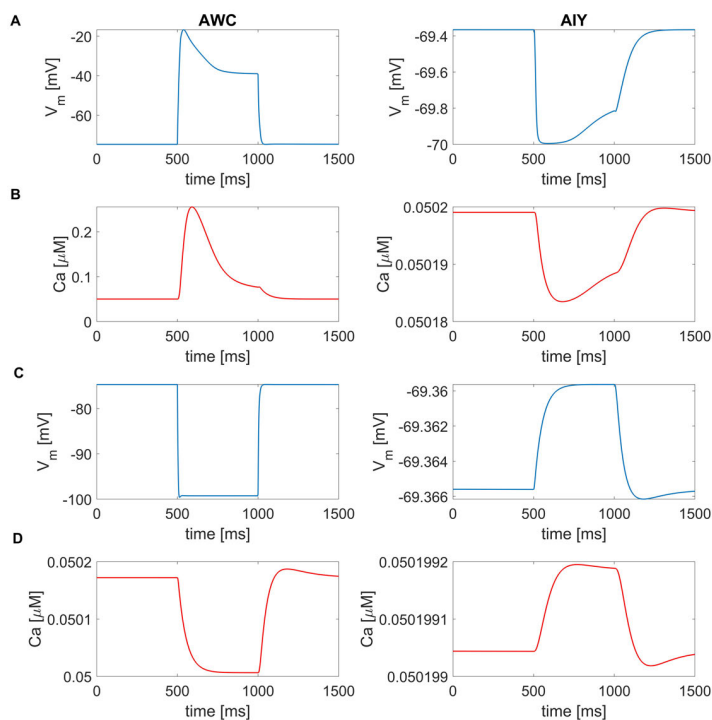 A
AWC
AIY
-20
-40
-60
V_m [mV]
0
500
1000
1500
time [ms]
-69.4
-69.6
-69.8
-70
V_m [mV]
0
500
1000
1500
time [ms]
B
0.2
0.1
0
Ca [μM]
0
500
1000
1500
time [ms]
0.0502
0.05019
0.05018
Ca [μM]
0
500
1000
1500
time [ms]
C
-80
-90
-100
V_m [mV]
0
500
1000
1500
time [ms]
-69.36
-69.362
-69.364
-69.366
V_m [mV]
0
500
1000
1500
time [ms]
D
0.0502
0.0501
0.05
Ca [μM]
0
500
1000
1500
time [ms]
0.0501992
0.0501991
0.050199
Ca [μM]
0
500
1000
1500
time [ms]